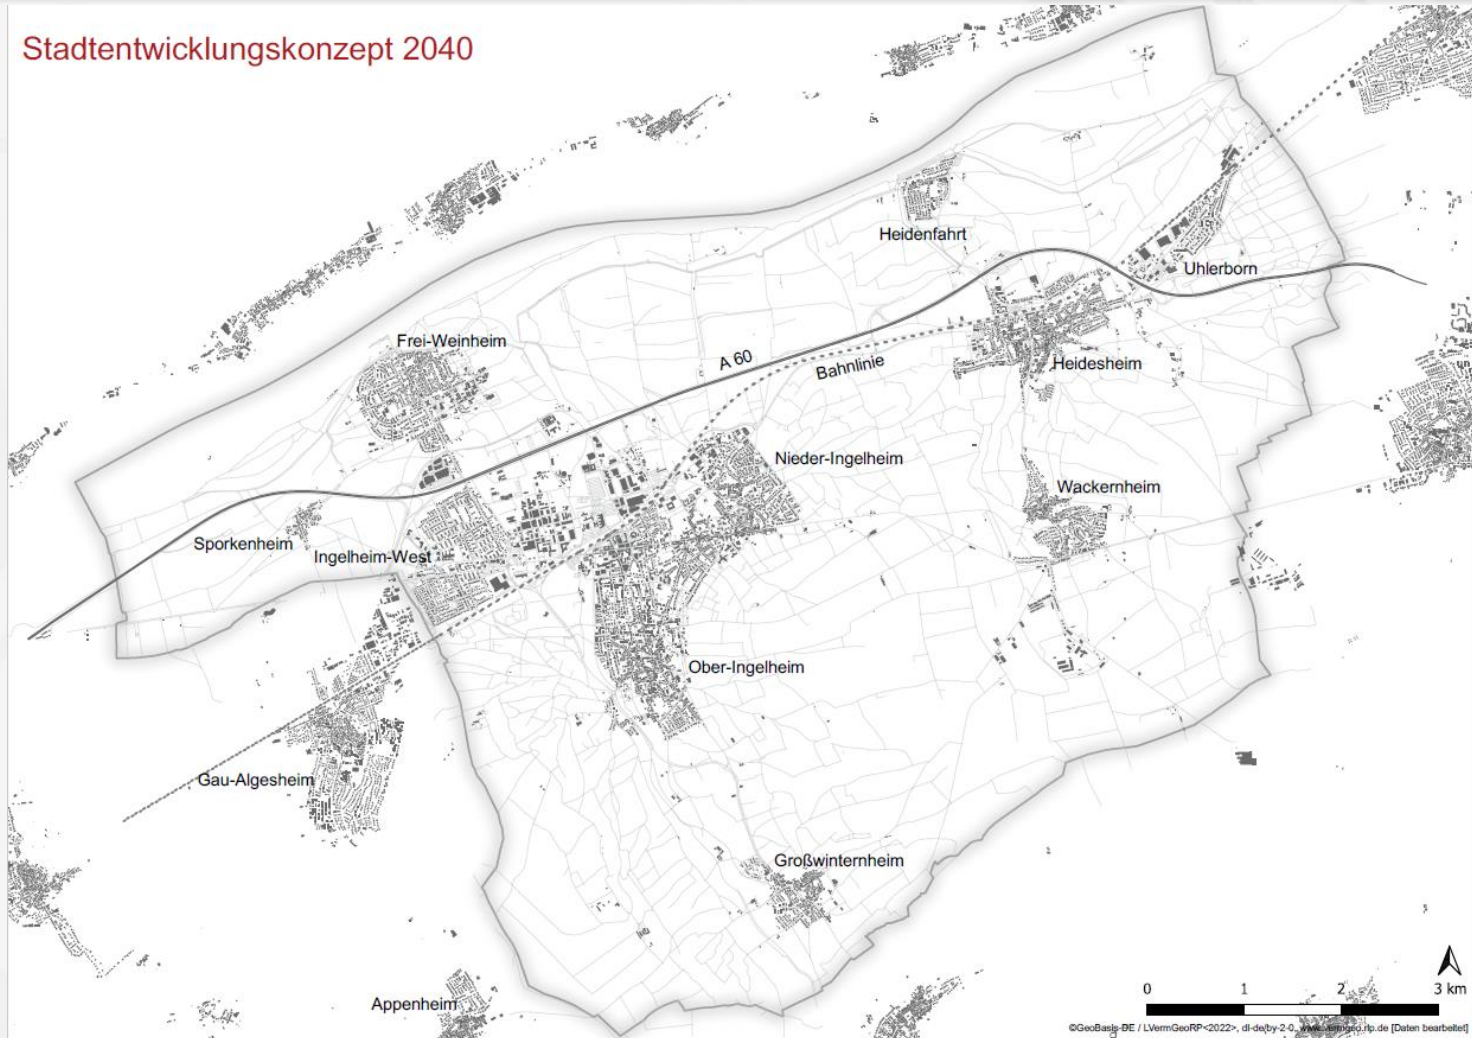 Stadtentwicklungskonzept 2040
Heidenfahrt
Uhlerborn
Frei-Weinheim
A 60
Bahnlinie
Heidesheim
Nieder-Ingelheim
Wackernheim
Sporkenheim
Ingelheim-West
Ober-Ingelheim
Gau-Algesheim
Großwinternheim
Appenheim
0 1 2 3 km
©GeoBasis-DE / LVermGeoRP<2022>, dl-de/by-2-0, www.vermgeo.rlp.de [Daten bearbeitet]